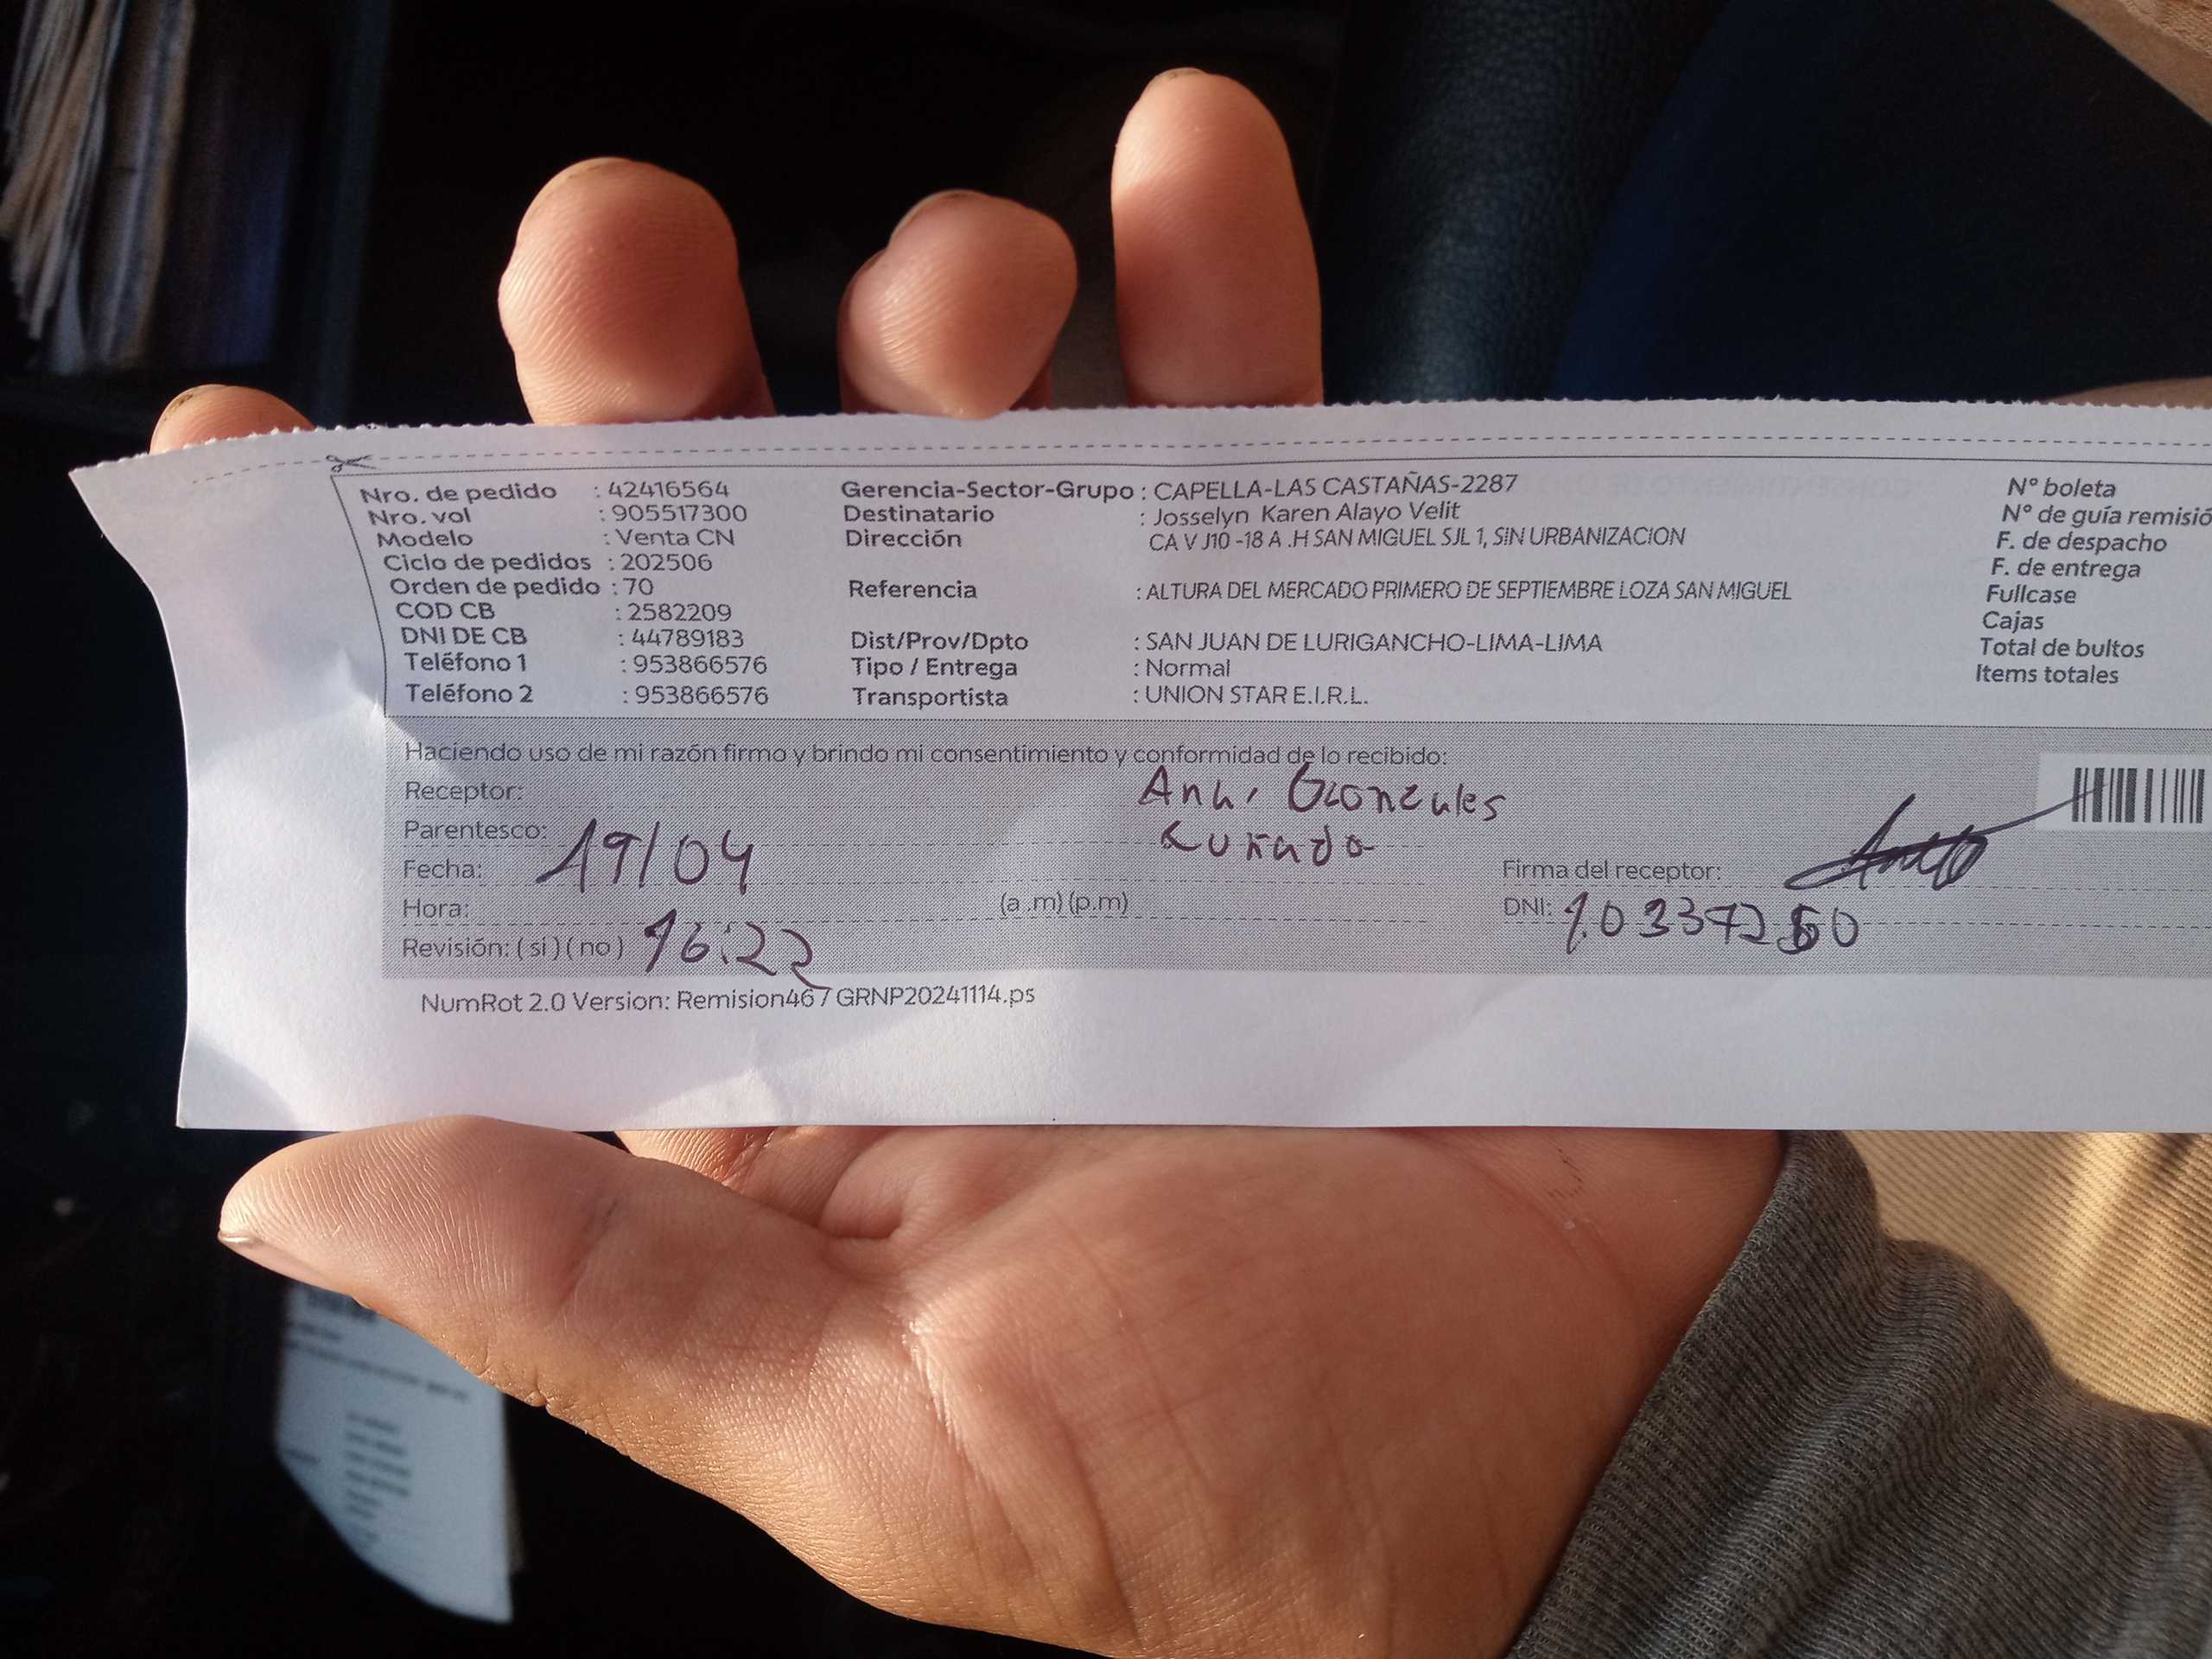 Nro. de pedido : 42416564
Nro. vol : 905517300
Modelo : Venta CN
Ciclo de pedidos : 202506
Orden de pedido : 70
COD CB : 2582209
DNI DE CB : 44789183
Teléfono 1 : 953866576
Teléfono 2 : 953866576
Gerencia-Sector-Grupo : CAPELLA-LAS CASTAÑAS-2287
Destinatario : Josselyn Karen Alayo Velit
Dirección CA V J10 -18 A .H SAN MIGUEL SJL 1, SIN URBANIZACION
Referencia : ALTURA DEL MERCADO PRIMERO DE SEPTIEMBRE LOZA SAN MIGUEL
Dist/Prov/Dpto : SAN JUAN DE LURIGANCHO-LIMA-LIMA
Tipo / Entrega : Normal
Transportista : UNION STAR E.I.R.L.
N° boleta
N° de guía remisió
F. de despacho
F. de entrega
Fullcase
Cajas
Total de bultos
Items totales
Haciendo uso de mi razón firmo y brindo mi consentimiento y conformidad de lo recibido:
Receptor: Gonzales
Parentesco: Cuñado
Fecha: 19/04
Hora: (a .m) (p.m)
Revisión: ( si ) ( no ) 16:22
Firma del receptor:
DNI:
NumRot 2.0 Version: Remision467 GRNP20241114.ps